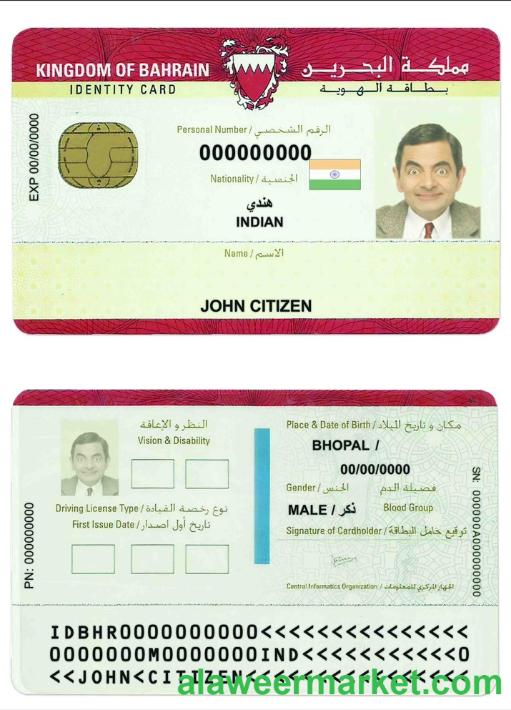 KINGDOM OF BAHRAIN مملكة البحرين
IDENTITY CARD بطاقة الهوية
EXP 00/00/0000
Personal Number / الرقم الشخصي
000000000
Nationality / الجنسية
هندي
INDIAN
Name / الاسم
JOHN CITIZEN
النظر و الإعاقة
Vision & Disability
Driving License Type / نوع رخصة القيادة
First Issue Date / تاريخ أول اصدار
PN: 000000000
Place & Date of Birth / مكان و تاريخ الميلاد
BHOPAL /
00/00/0000
Gender / الجنس فصيلة الدم
MALE / ذكر Blood Group
Signature of Cardholder / توقيع حامل البطاقة
Central Informatics Organization / الجهاز المركزي للمعلومات
SN: 000000A0000000000
IDBHR0000000000<<<<<<<<<<<<<<<
0000000M0000000IND<<<<<<<<<<<0
<<JOHN<CITIZEN<<<<<<<<<<<<<<<<
alaweermarket.com